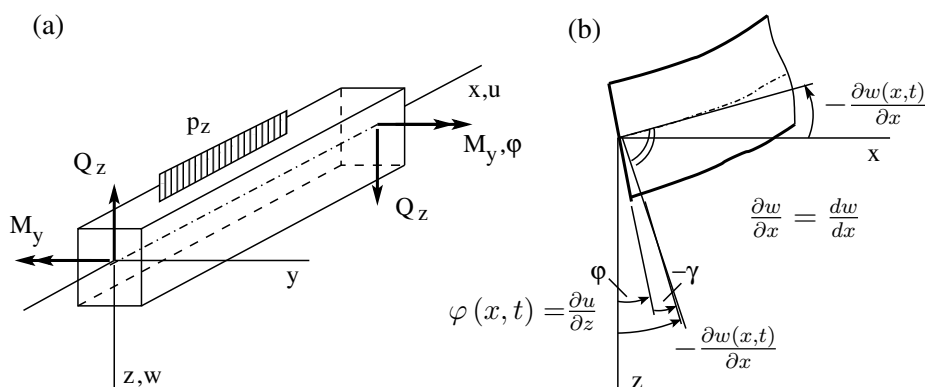 (a)
x,u
p_z
M_y,φ
Q_z
Q_z
M_y
y
z,w
(b)
−∂w(x,t)/∂x
x
∂w/∂x = dw/dx
φ
−γ
φ(x,t) = ∂u/∂z
−∂w(x,t)/∂x
z